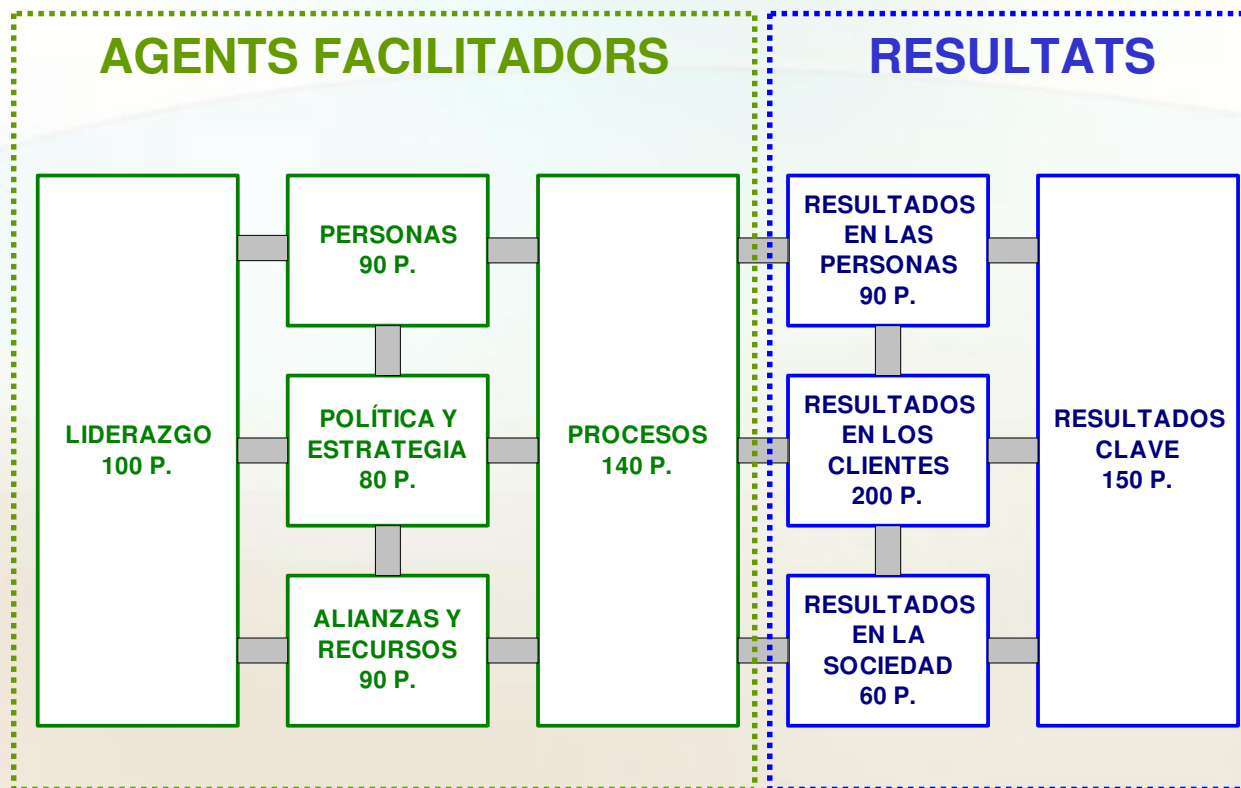 AGENTS FACILITADORS
RESULTATS
LIDERAZGO
100 P.
PERSONAS
90 P.
POLÍTICA Y
ESTRATEGIA
80 P.
ALIANZAS Y
RECURSOS
90 P.
PROCESOS
140 P.
RESULTADOS
EN LAS
PERSONAS
90 P.
RESULTADOS
EN LOS
CLIENTES
200 P.
RESULTADOS
EN LA
SOCIEDAD
60 P.
RESULTADOS
CLAVE
150 P.